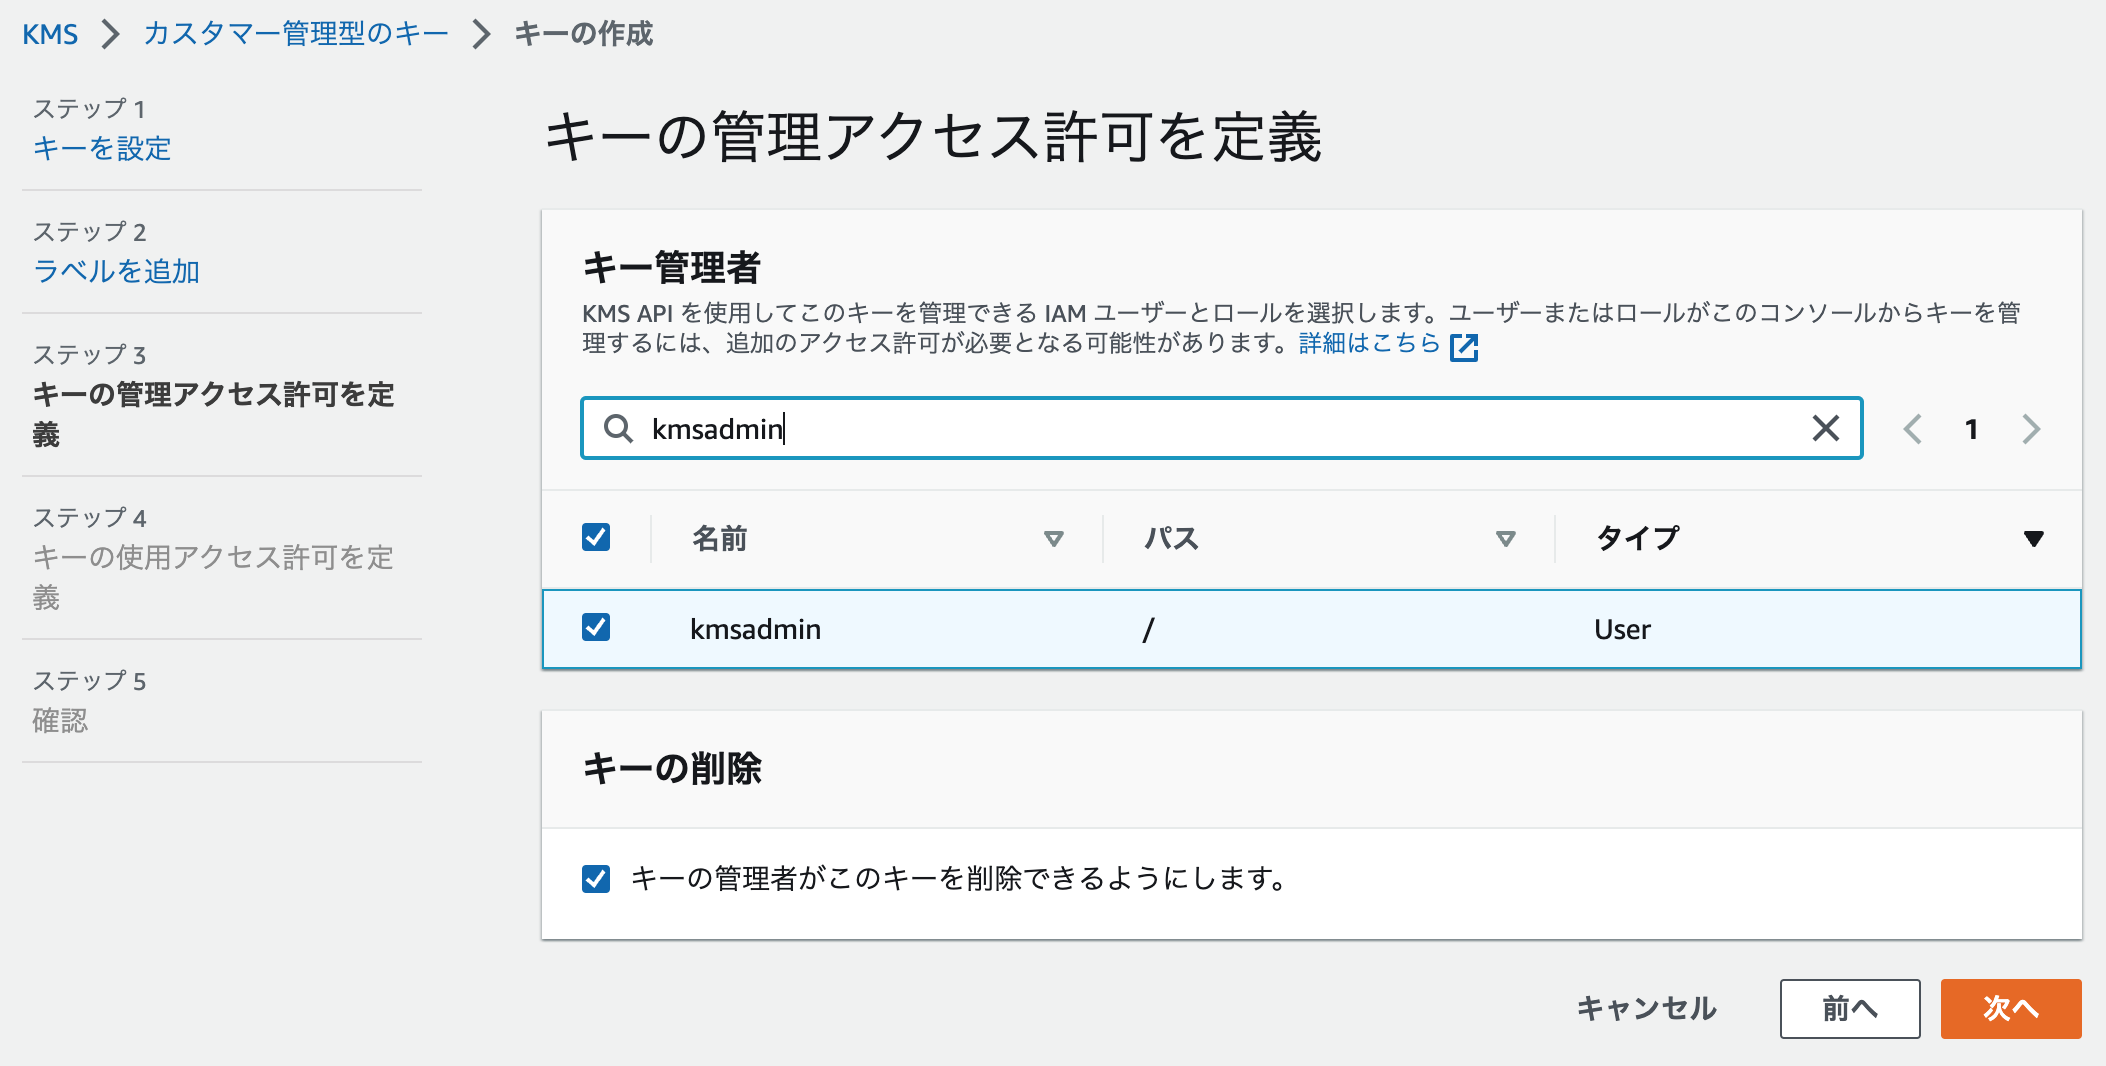 KMS カスタマー管理型のキー キーの作成
ステップ 1
キーを設定
ステップ 2
ラベルを追加
ステップ 3
キーの管理アクセス許可を定
義
ステップ 4
キーの使用アクセス許可を定
義
ステップ 5
確認
キーの管理アクセス許可を定義
キー管理者
KMS API を使用してこのキーを管理できる IAM ユーザーとロールを選択します。ユーザーまたはロールがこのコンソールからキーを管
理するには、追加のアクセス許可が必要となる可能性があります。詳細はこちら
kmsadmin 1
名前 パス タイプ
kmsadmin / User
キーの削除
キーの管理者がこのキーを削除できるようにします。
キャンセル 前へ 次へ